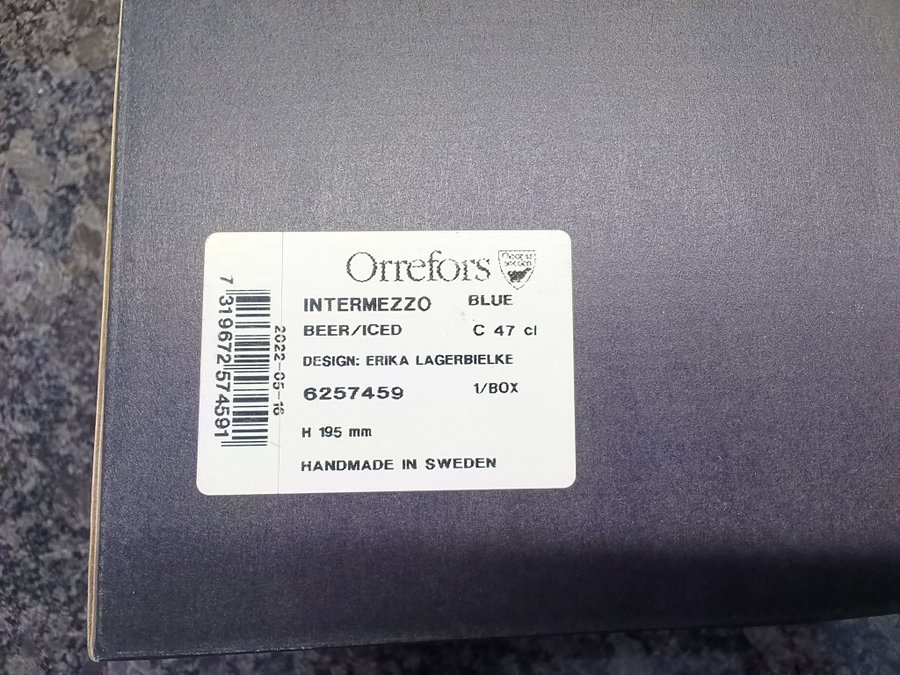 Orrefors
INTERMEZZO BLUE
BEER/ICED C 47 cl
DESIGN: ERIKA LAGERBIELKE
6257459 1/BOX
H 195 mm
HANDMADE IN SWEDEN
2022-05-16
7 319672 574591